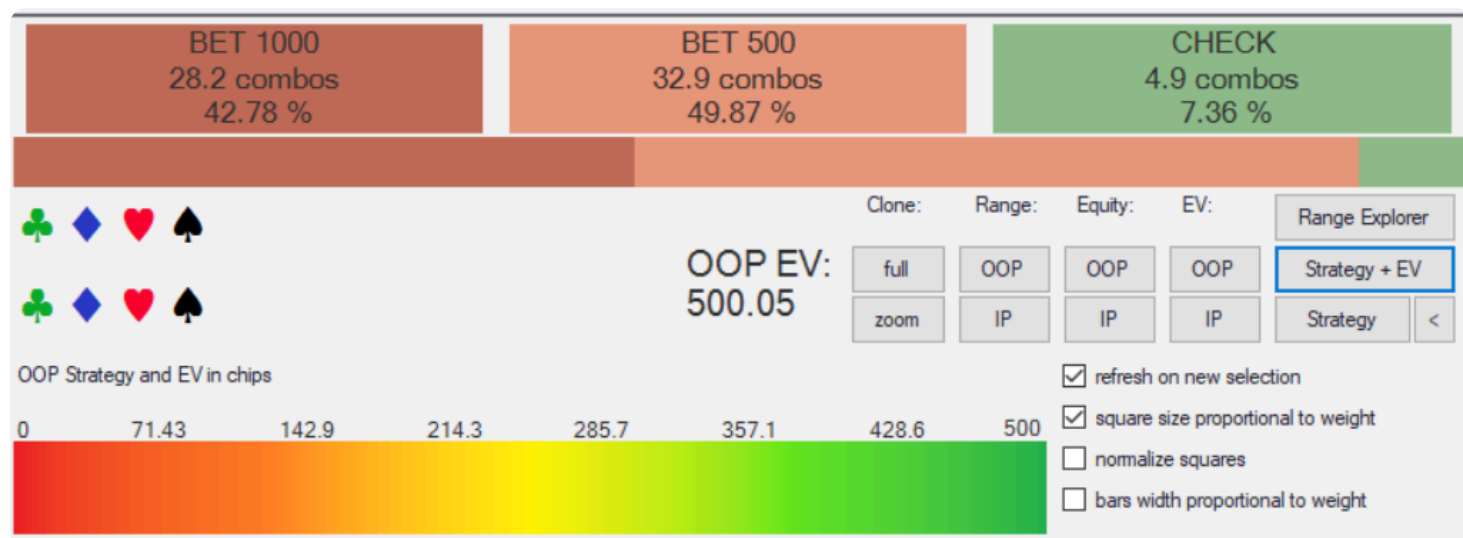 BET 1000
28.2 combos
42.78 %
BET 500
32.9 combos
49.87 %
CHECK
4.9 combos
7.36 %
OOP EV:
500.05
Clone: Range: Equity: EV:
full OOP OOP OOP
zoom IP IP IP
Range Explorer
Strategy + EV
Strategy <
OOP Strategy and EV in chips
0 71.43 142.9 214.3 285.7 357.1 428.6 500
refresh on new selection
square size proportional to weight
normalize squares
bars width proportional to weight